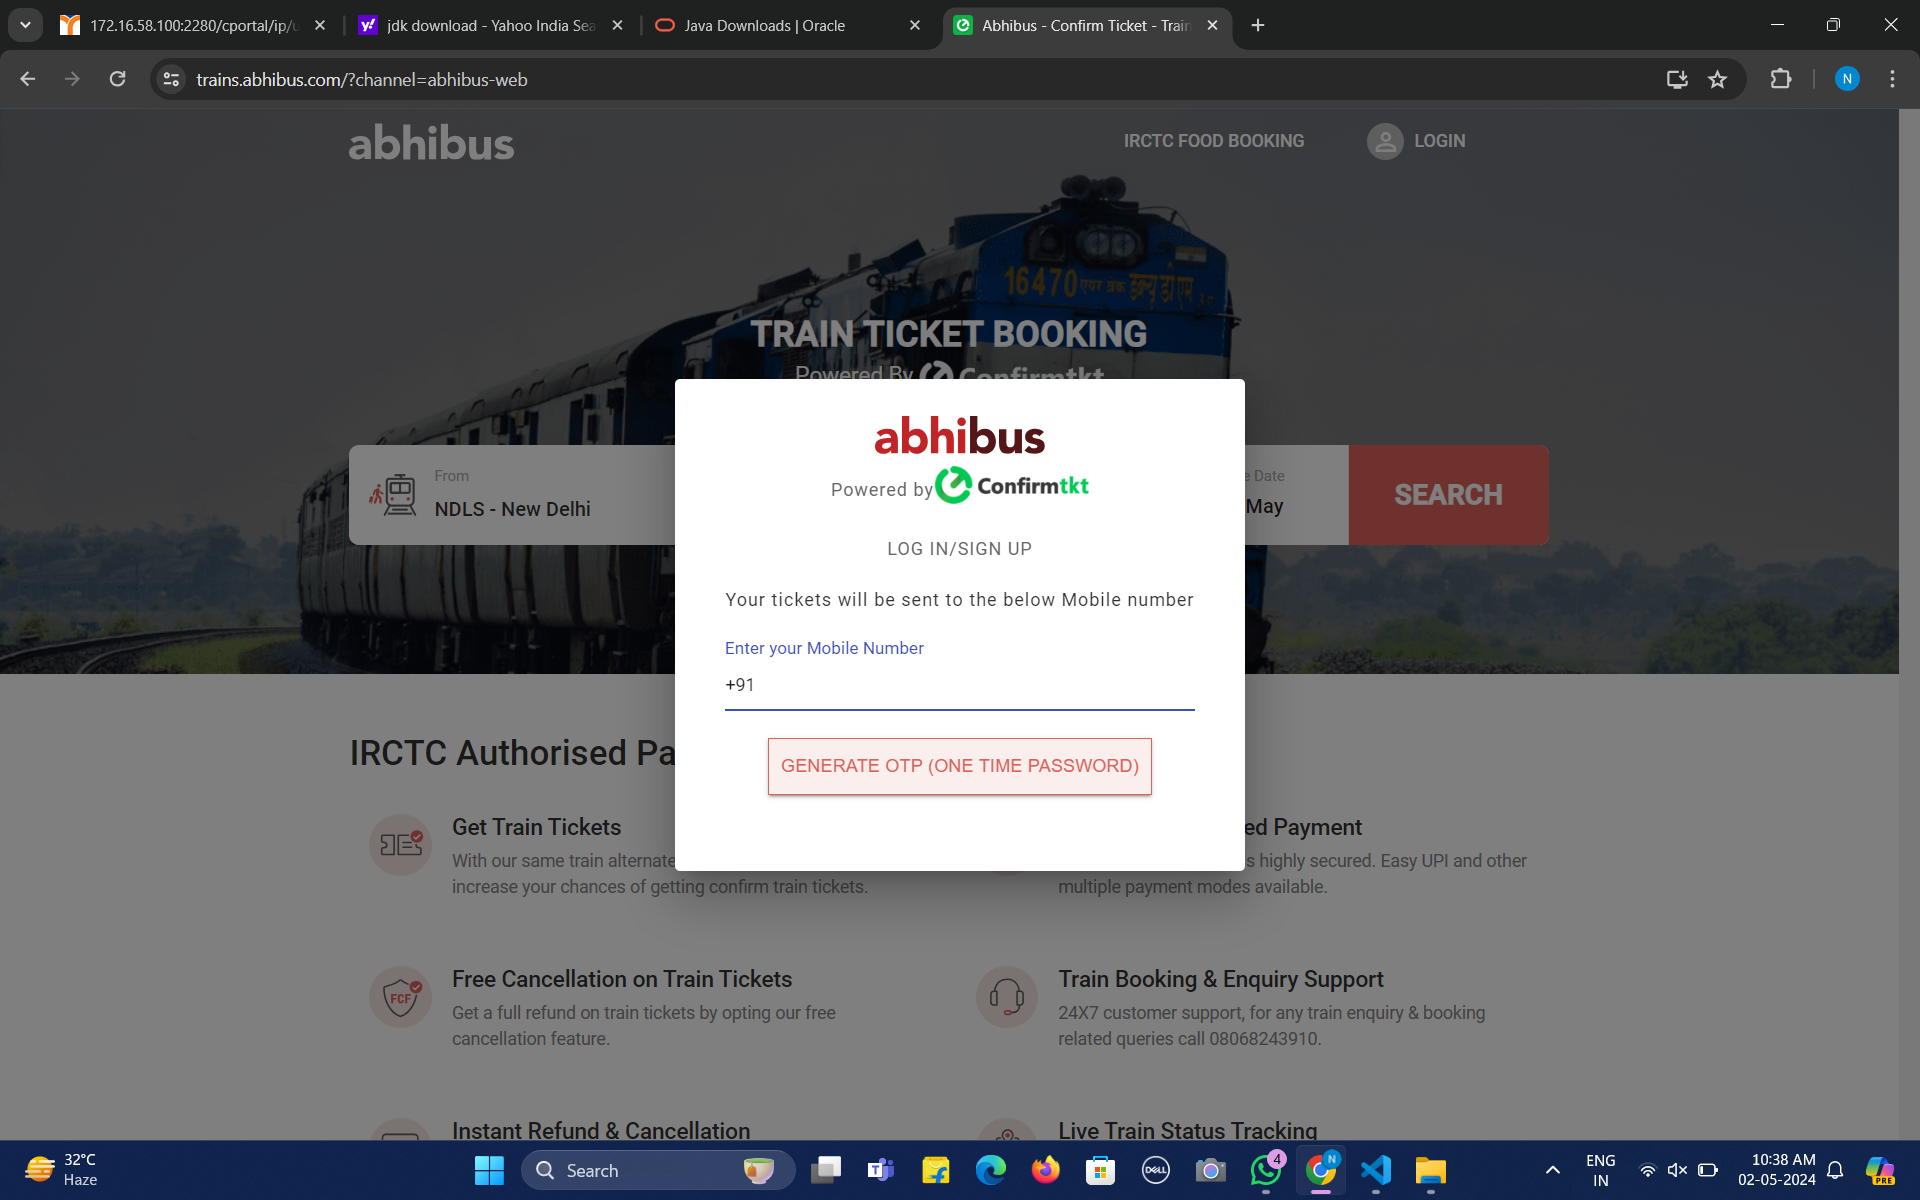 172.16.58.100:2280/cportal/ip/u
jdk download - Yahoo India Sea
Java Downloads | Oracle
Abhibus - Confirm Ticket - Train
trains.abhibus.com/?channel=abhibus-web
N
abhibus
IRCTC FOOD BOOKING
LOGIN
16470
TRAIN TICKET BOOKING
Powered By Confirmtkt
From
NDLS - New Delhi
e Date
May
SEARCH
abhibus
Powered by Confirmtkt
LOG IN/SIGN UP
Your tickets will be sent to the below Mobile number
Enter your Mobile Number
+91
GENERATE OTP (ONE TIME PASSWORD)
IRCTC Authorised Pa
Get Train Tickets
With our same train alternate
increase your chances of getting confirm train tickets.
ed Payment
s highly secured. Easy UPI and other
multiple payment modes available.
FCF
Free Cancellation on Train Tickets
Get a full refund on train tickets by opting our free
cancellation feature.
Train Booking & Enquiry Support
24X7 customer support, for any train enquiry & booking
related queries call 08068243910.
Instant Refund & Cancellation
Live Train Status Tracking
32°C
Haze
Search
DELL
4
N
ENG
IN
10:38 AM
02-05-2024
PRE